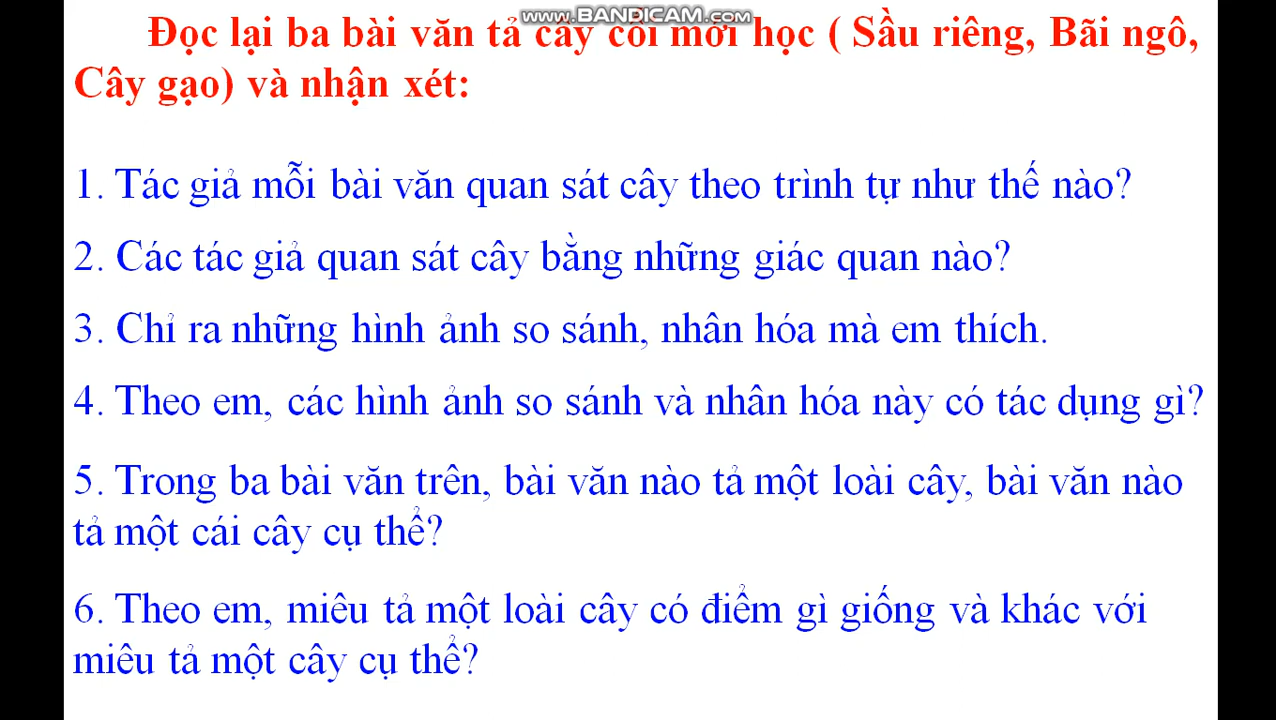 www.BANDICAM.com
Đọc lại ba bài văn tả cây cối mới học ( Sầu riêng, Bãi ngô,
Cây gạo) và nhận xét:
1. Tác giả mỗi bài văn quan sát cây theo trình tự như thế nào?
2. Các tác giả quan sát cây bằng những giác quan nào?
3. Chỉ ra những hình ảnh so sánh, nhân hóa mà em thích.
4. Theo em, các hình ảnh so sánh và nhân hóa này có tác dụng gì?
5. Trong ba bài văn trên, bài văn nào tả một loài cây, bài văn nào
tả một cái cây cụ thể?
6. Theo em, miêu tả một loài cây có điểm gì giống và khác với
miêu tả một cây cụ thể?